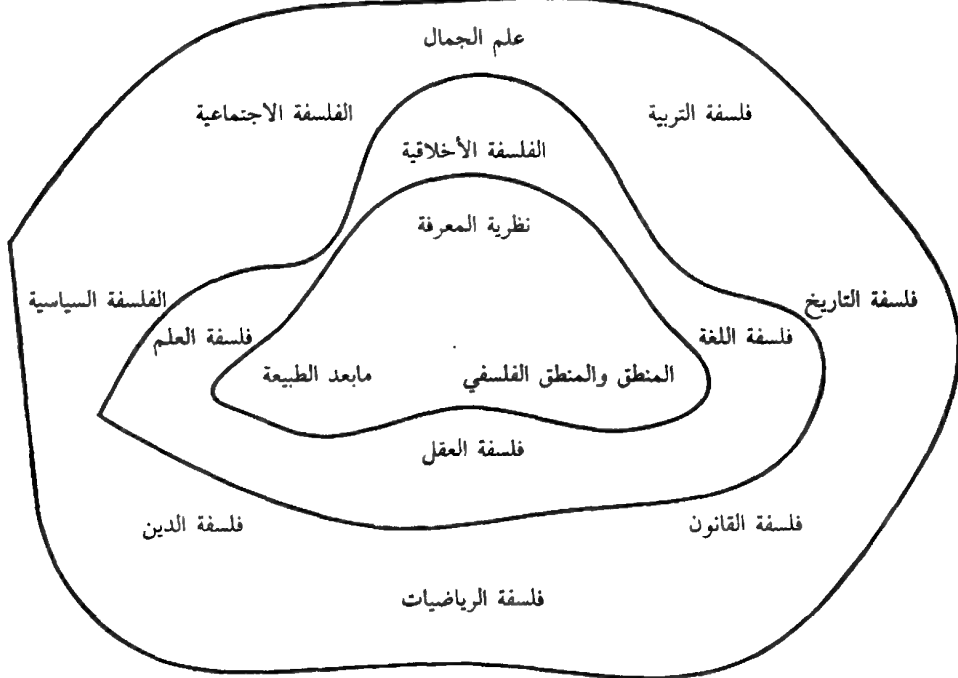 علم الجمال
فلسفة التربية
الفلسفة الاجتماعية
الفلسفة الأخلاقية
نظرية المعرفة
فلسفة التاريخ
الفلسفة السياسية
فلسفة اللغة
فلسفة العلم
المنطق والمنطق الفلسفي
مابعد الطبيعة
فلسفة العقل
فلسفة القانون
فلسفة الدين
فلسفة الرياضيات